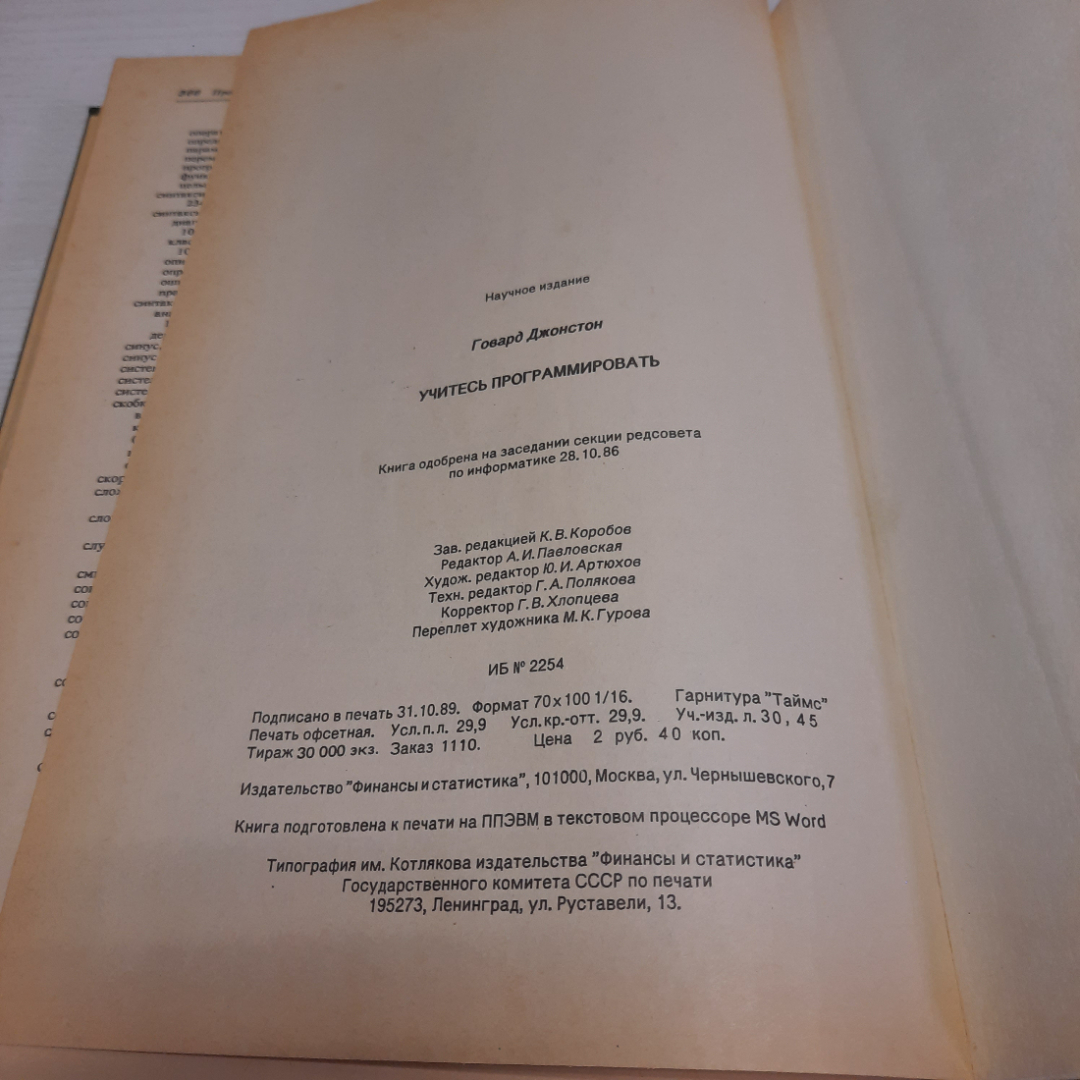 Научное издание
Говард Джонстон
УЧИТЕСЬ ПРОГРАММИРОВАТЬ
Книга одобрена на заседании секции редсовета
по информатике 28.10.86
Зав. редакцией К. В. Коробов
Редактор А. И. Павловская
Худож. редактор Ю. И. Артюхов
Техн. редактор Г. А. Полякова
Корректор Г. В. Хлопцева
Переплет художника М. К. Гурова
ИБ № 2254
Подписано в печать 31.10.89. Формат 70 x 100 1/16. Гарнитура "Таймс"
Печать офсетная. Усл.п.л. 29,9 Усл.кр.-отт. 29,9. Уч.-изд. л. 30, 45
Тираж 30 000 экз. Заказ 1110. Цена 2 руб. 40 коп.
Издательство "Финансы и статистика", 101000, Москва, ул. Чернышевского, 7
Книга подготовлена к печати на ППЭВМ в текстовом процессоре MS Word
Типография им. Котлякова издательства "Финансы и статистика"
Государственного комитета СССР по печати
195273, Ленинград, ул. Руставели, 13.